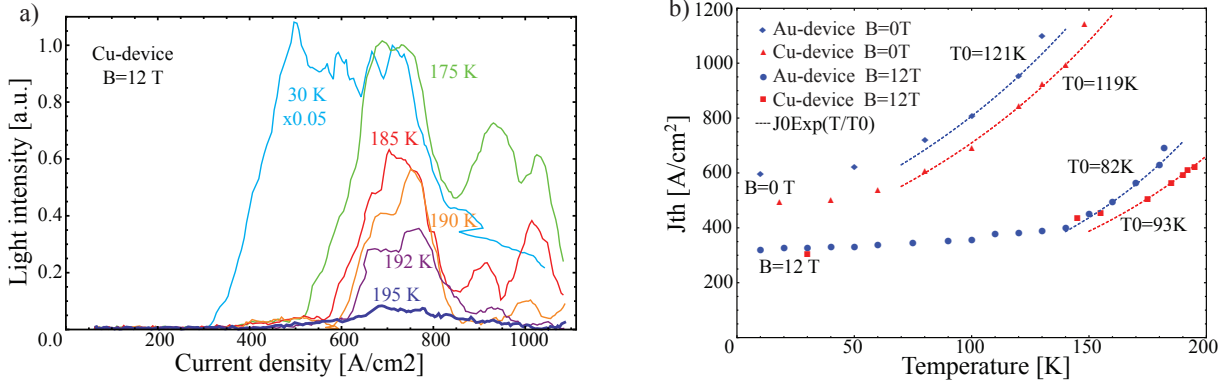 a)
Cu-device
B=12 T
30 K
x0.05
175 K
185 K
190 K
192 K
195 K
Light intensity [a.u.]
1.0
0.8
0.6
0.4
0.2
0.0
0 200 400 600 800 1000
Current density [A/cm2]
b)
Au-device B=0T
Cu-device B=0T
Au-device B=12T
Cu-device B=12T
J0Exp(T/T0)
T0=121K
T0=119K
T0=82K
T0=93K
B=0 T
B=12 T
Jth [A/cm²]
1200
1000
800
600
400
200
0
0 50 100 150 200
Temperature [K]